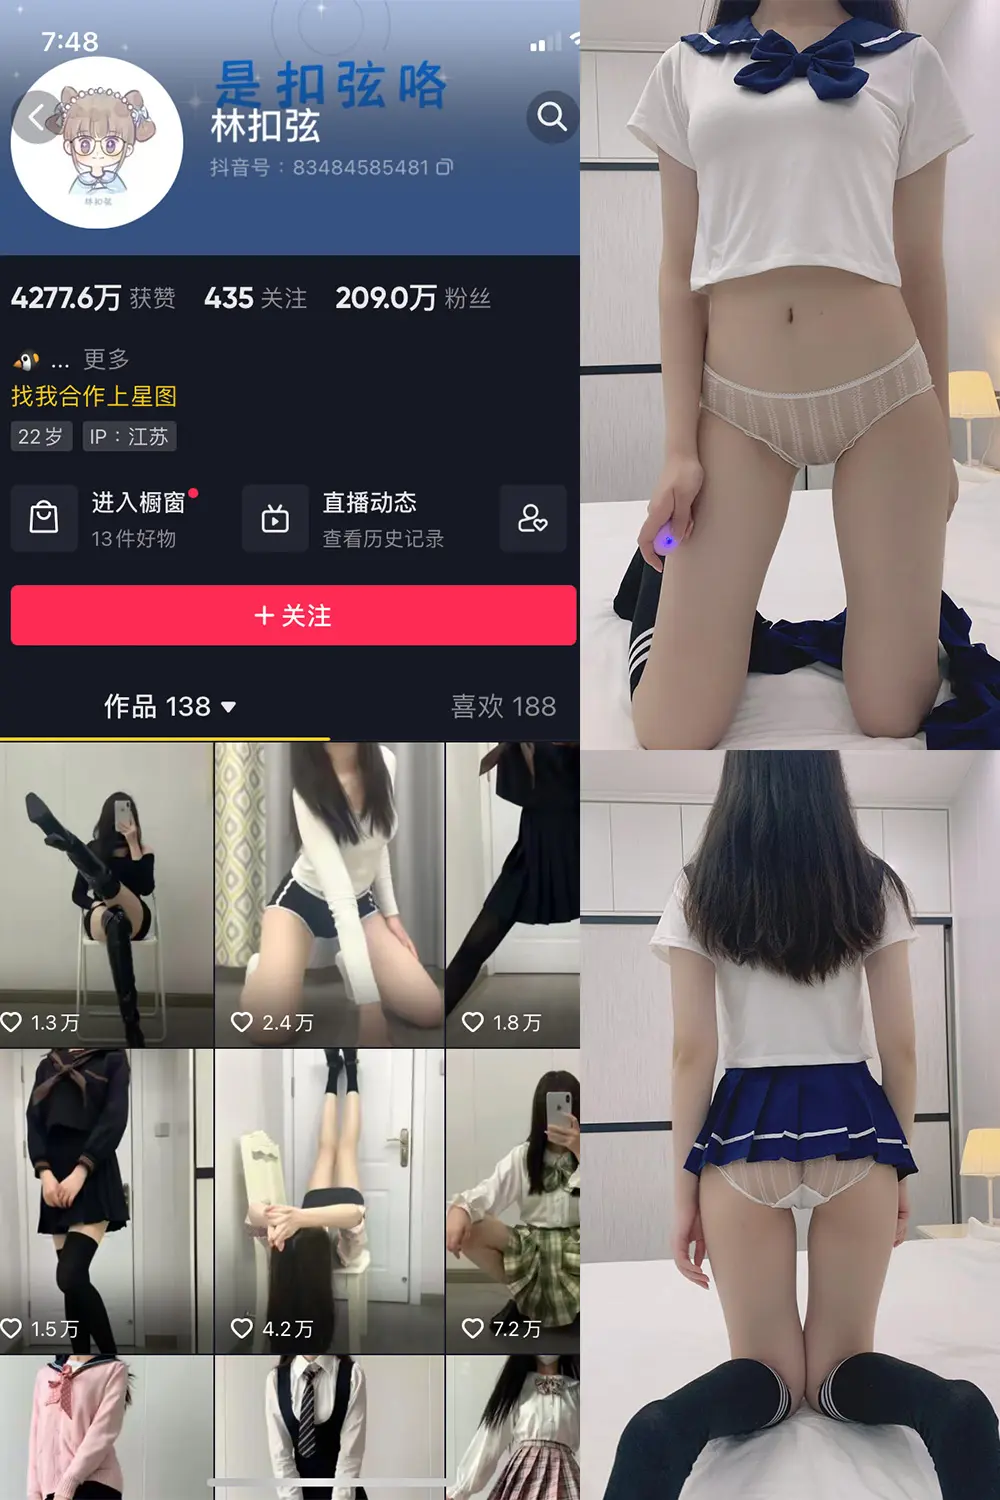 7:48
是扣弦咯
林扣弦
抖音号：83484585481
林扣弦
4277.6万 获赞 435 关注 209.0万 粉丝
... 更多
找我合作上星图
22岁 IP：江苏
进入橱窗 直播动态
13件好物 查看历史记录
+ 关注
作品 138 喜欢 188
1.3万 2.4万 1.8万
1.5万 4.2万 7.2万